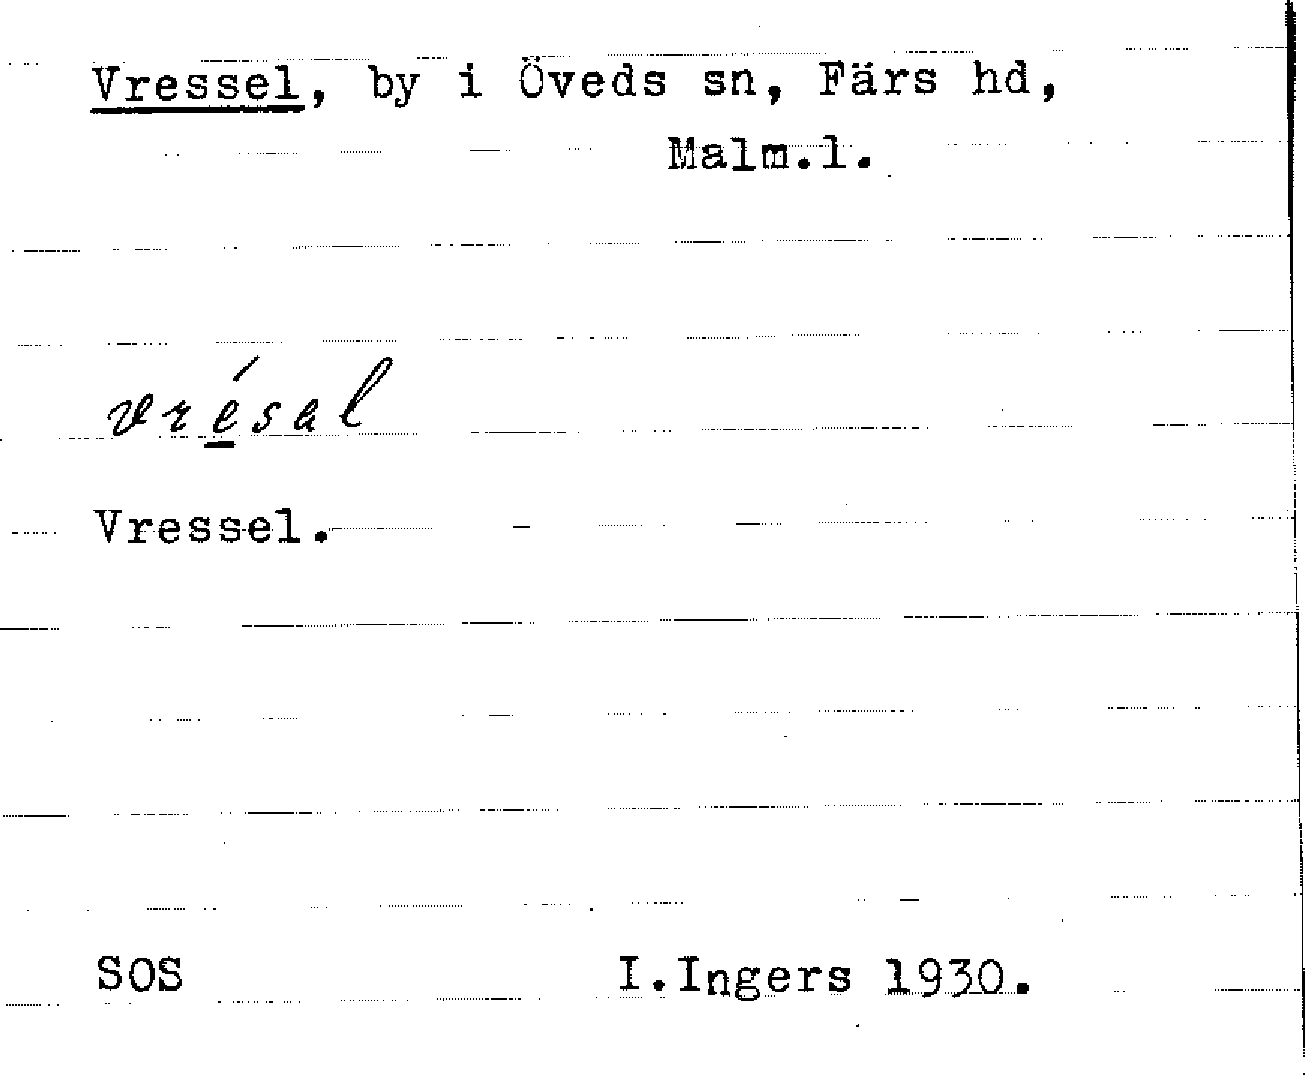 Vressel, by i Öveds sn, Färs hd,
Malm.l.
vrésal
Vressel.
SOS I.Ingers 1930.